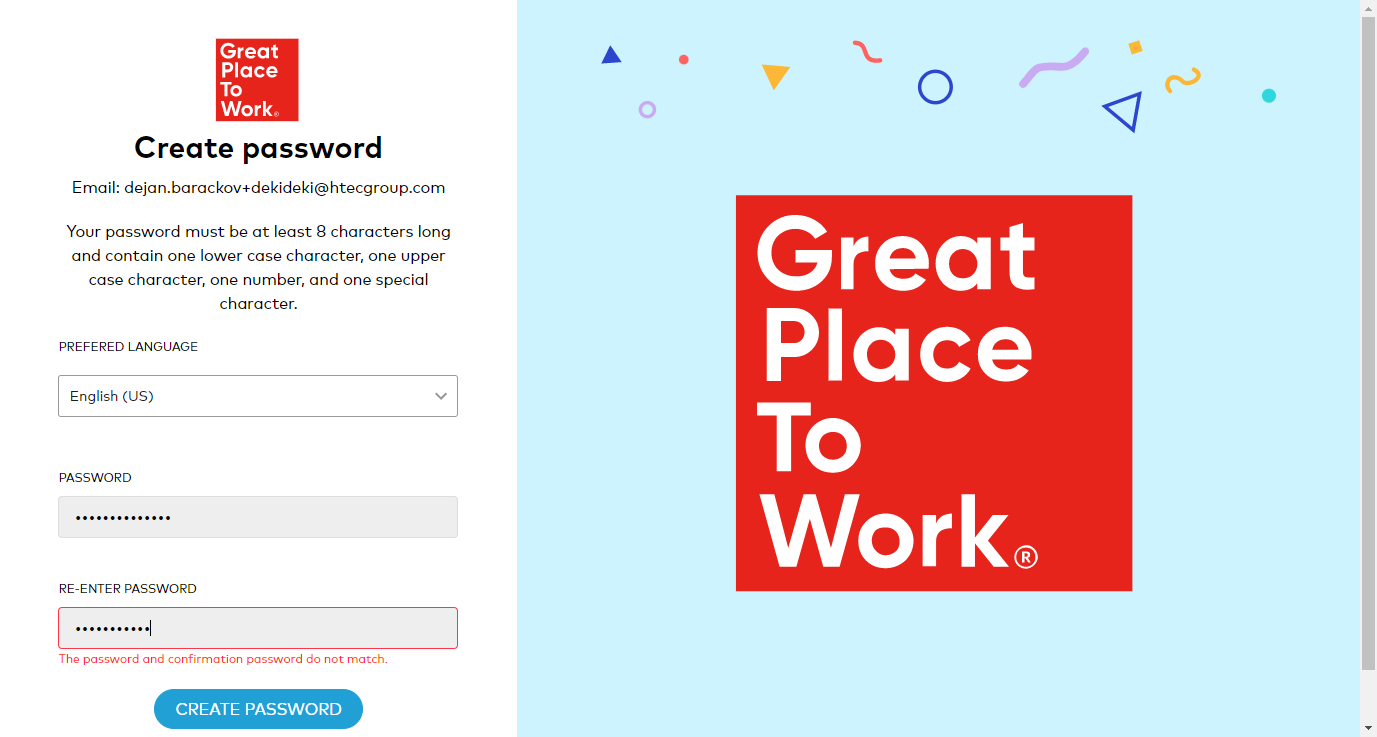 Great
Place
To
Work®
Create password
Email: dejan.barackov+dekideki@htecgroup.com
Your password must be at least 8 characters long
and contain one lower case character, one upper
case character, one number, and one special
character.
PREFERED LANGUAGE
English (US)
PASSWORD
••••••••••••••
RE-ENTER PASSWORD
•••••••••••
The password and confirmation password do not match.
CREATE PASSWORD
Great
Place
To
Work®